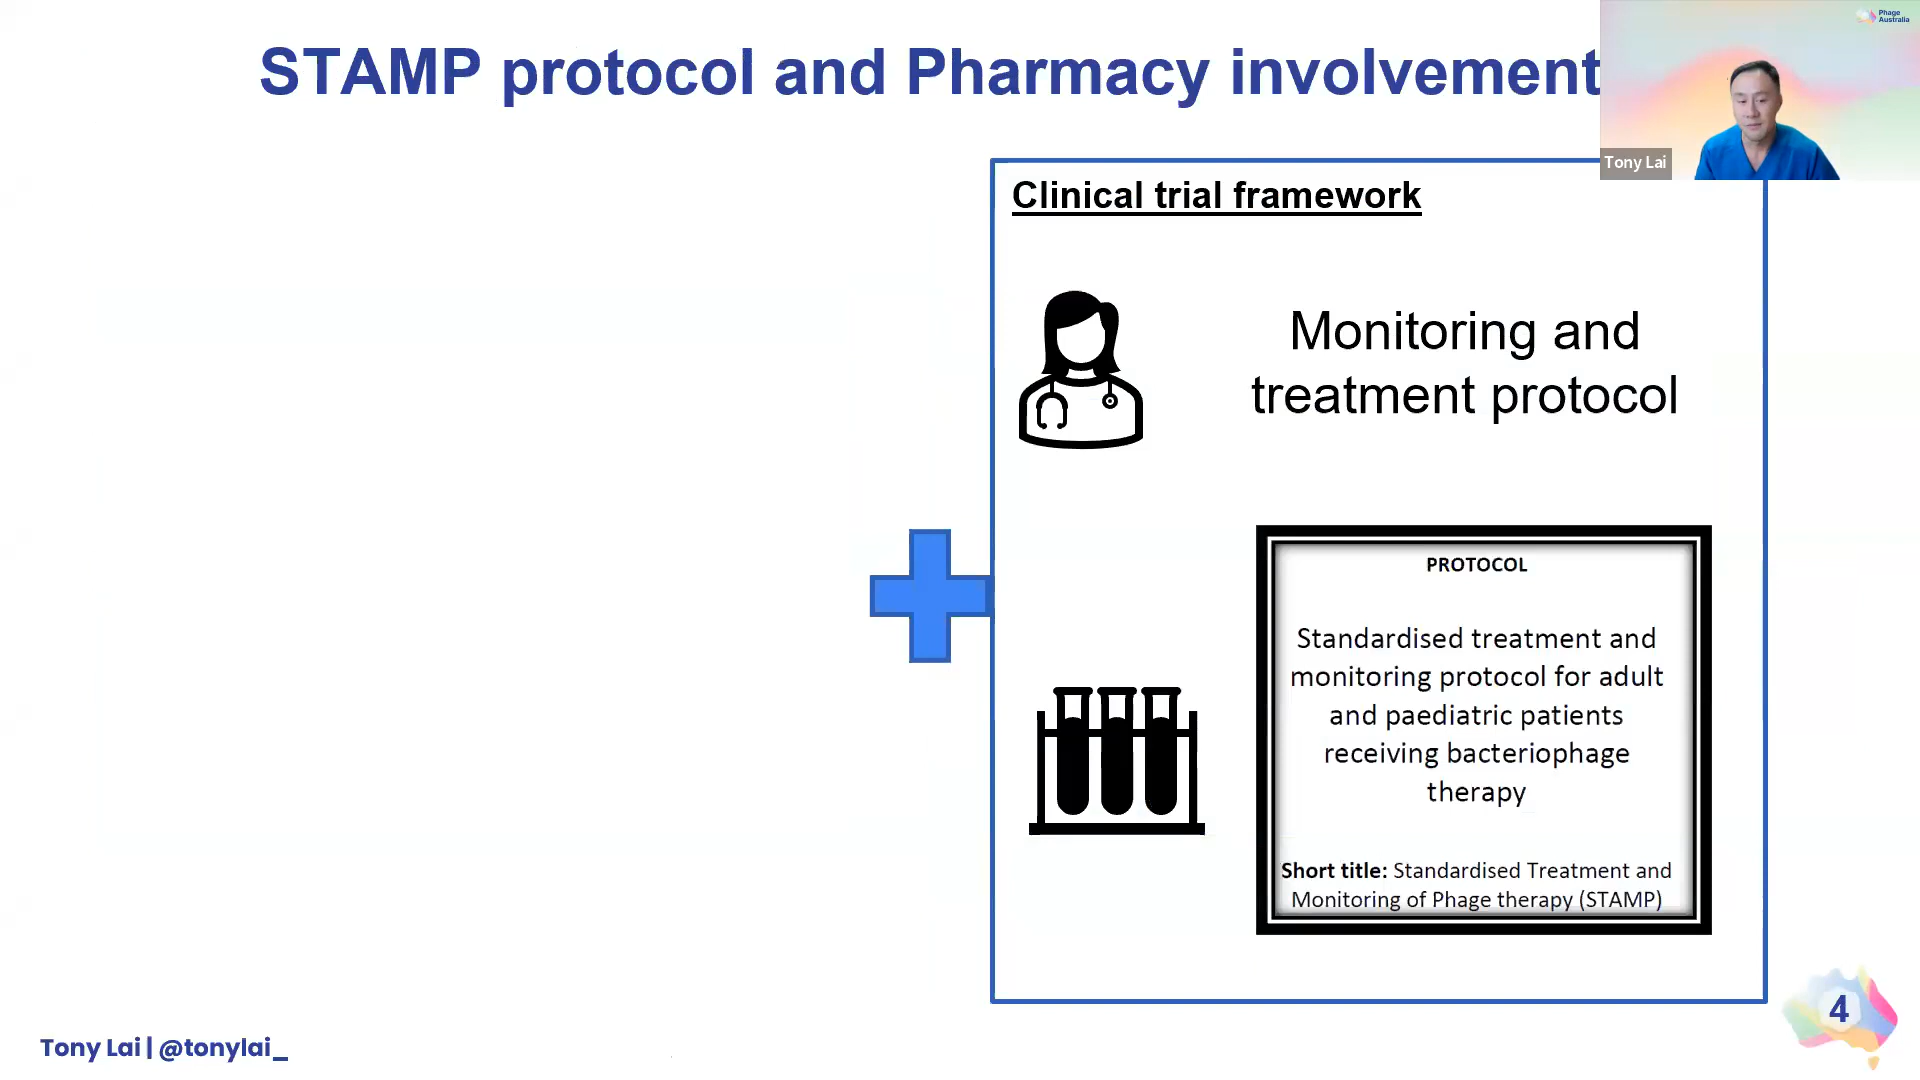 STAMP protocol and Pharmacy involvement
Phage
Australia
Tony Lai
Clinical trial framework
Monitoring and
treatment protocol
PROTOCOL
Standardised treatment and
monitoring protocol for adult
and paediatric patients
receiving bacteriophage
therapy
Short title: Standardised Treatment and
Monitoring of Phage therapy (STAMP)
4
Tony Lai | @tonylai_